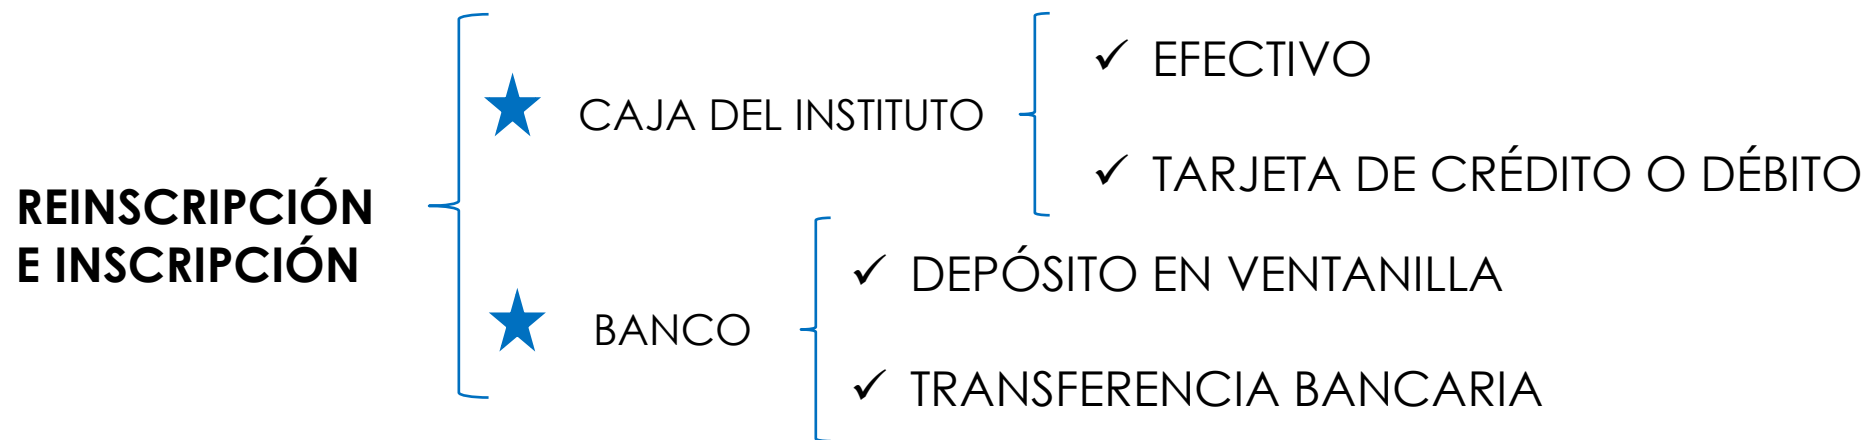 REINSCRIPCIÓN
E INSCRIPCIÓN
CAJA DEL INSTITUTO
✓ EFECTIVO
✓ TARJETA DE CRÉDITO O DÉBITO
BANCO
✓ DEPÓSITO EN VENTANILLA
✓ TRANSFERENCIA BANCARIA